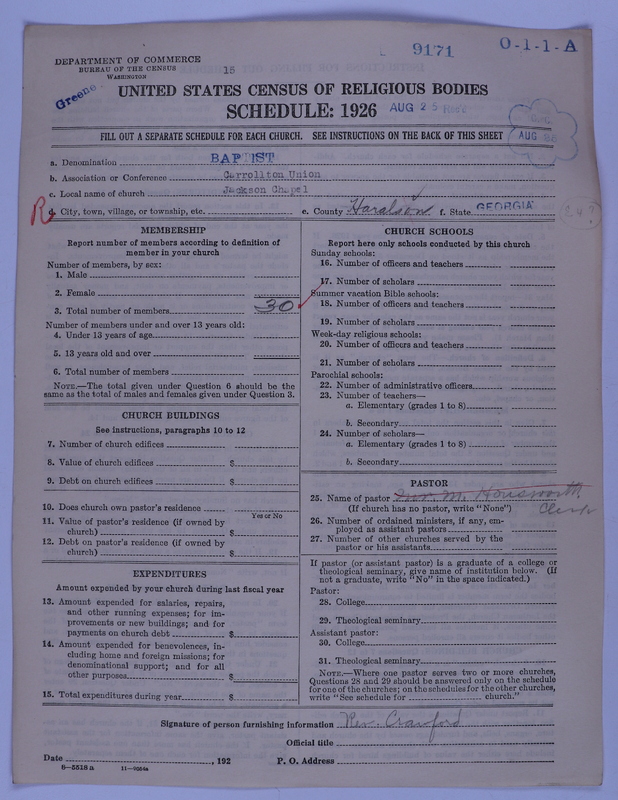 9171 O-1-1-A
DEPARTMENT OF COMMERCE
BUREAU OF THE CENSUS
WASHINGTON
15
Greene
UNITED STATES CENSUS OF RELIGIOUS BODIES
SCHEDULE: 1926 AUG 25
FILL OUT A SEPARATE SCHEDULE FOR EACH CHURCH. SEE INSTRUCTIONS ON THE BACK OF THIS SHEET AUG
a. Denomination BAPTIST
b. Association or Conference Carrollton Union
c. Local name of church Jackson Chapel
R d. City, town, village, or township, etc. e. County Haralson f. State GEORGIA
MEMBERSHIP
Report number of members according to definition of
member in your church
Number of members, by sex:
1. Male
2. Female
3. Total number of members 30
Number of members under and over 13 years old:
4. Under 13 years of age
5. 13 years old and over
6. Total number of members
NOTE.—The total given under Question 6 should be the
same as the total of males and females given under Question 3.
CHURCH BUILDINGS
See instructions, paragraphs 10 to 12
7. Number of church edifices
8. Value of church edifices $
9. Debt on church edifices $
10. Does church own pastor's residence
Yes or No
11. Value of pastor's residence (if owned by
church) $
12. Debt on pastor's residence (if owned by
church) $
EXPENDITURES
Amount expended by your church during last fiscal year
13. Amount expended for salaries, repairs,
and other running expenses; for im-
provements or new buildings; and for
payments on church debt $
14. Amount expended for benevolences, in-
cluding home and foreign missions; for
denominational support; and for all
other purposes $
15. Total expenditures during year $
CHURCH SCHOOLS
Report here only schools conducted by this church
Sunday schools:
16. Number of officers and teachers
17. Number of scholars
Summer vacation Bible schools:
18. Number of officers and teachers
19. Number of scholars
Week-day religious schools:
20. Number of officers and teachers
21. Number of scholars
Parochial schools:
22. Number of administrative officers
23. Number of teachers—
a. Elementary (grades 1 to 8)
b. Secondary
24. Number of scholars—
a. Elementary (grades 1 to 8)
b. Secondary
PASTOR
25. Name of pastor M. Housworth
(If church has no pastor, write "None") Clerk
26. Number of ordained ministers, if any, em-
ployed as assistant pastors
27. Number of other churches served by the
pastor or his assistants
If pastor (or assistant pastor) is a graduate of a college or
theological seminary, give name of institution below. (If
not a graduate, write "No" in the space indicated.)
Pastor:
28. College
29. Theological seminary
Assistant pastor:
30. College
31. Theological seminary
NOTE.—Where one pastor serves two or more churches,
Questions 28 and 29 should be answered only on the schedule
for one of the churches; on the schedules for the other churches,
write "See schedule for church."
Signature of person furnishing information Rev. Crawford
Official title
Date , 192 P. O. Address
6—5518 a